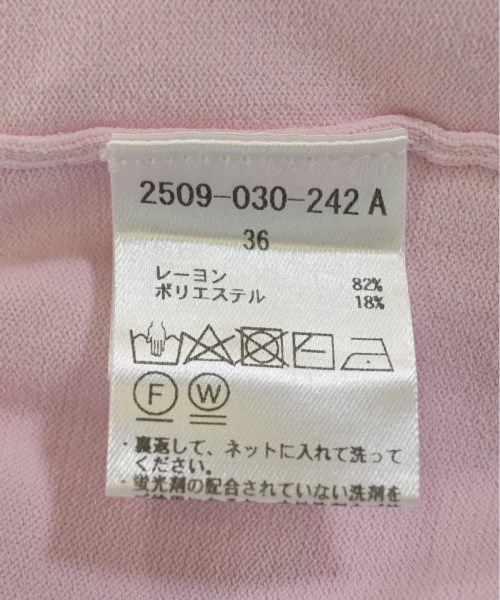 2509-030-242 A
36
レーヨン 82%
ポリエステル 18%
F W
・裏返して、ネットに入れて洗って
ください。
・蛍光剤の配合されていない洗剤を